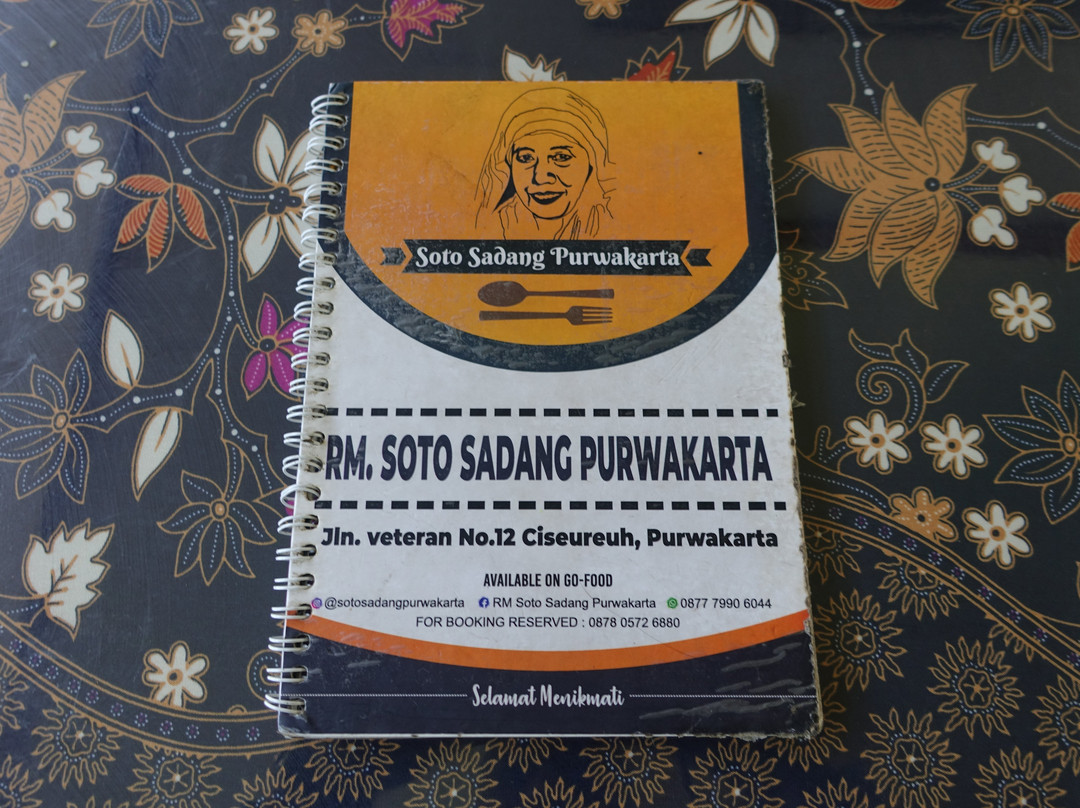 Soto Sadang Purwakarta
RM. SOTO SADANG PURWAKARTA
Jln. veteran No.12 Ciseureuh, Purwakarta
AVAILABLE ON GO-FOOD
@sotosadangpurwakarta RM Soto Sadang Purwakarta 0877 7990 6044
FOR BOOKING RESERVED : 0878 0572 6880
Selamat Menikmati